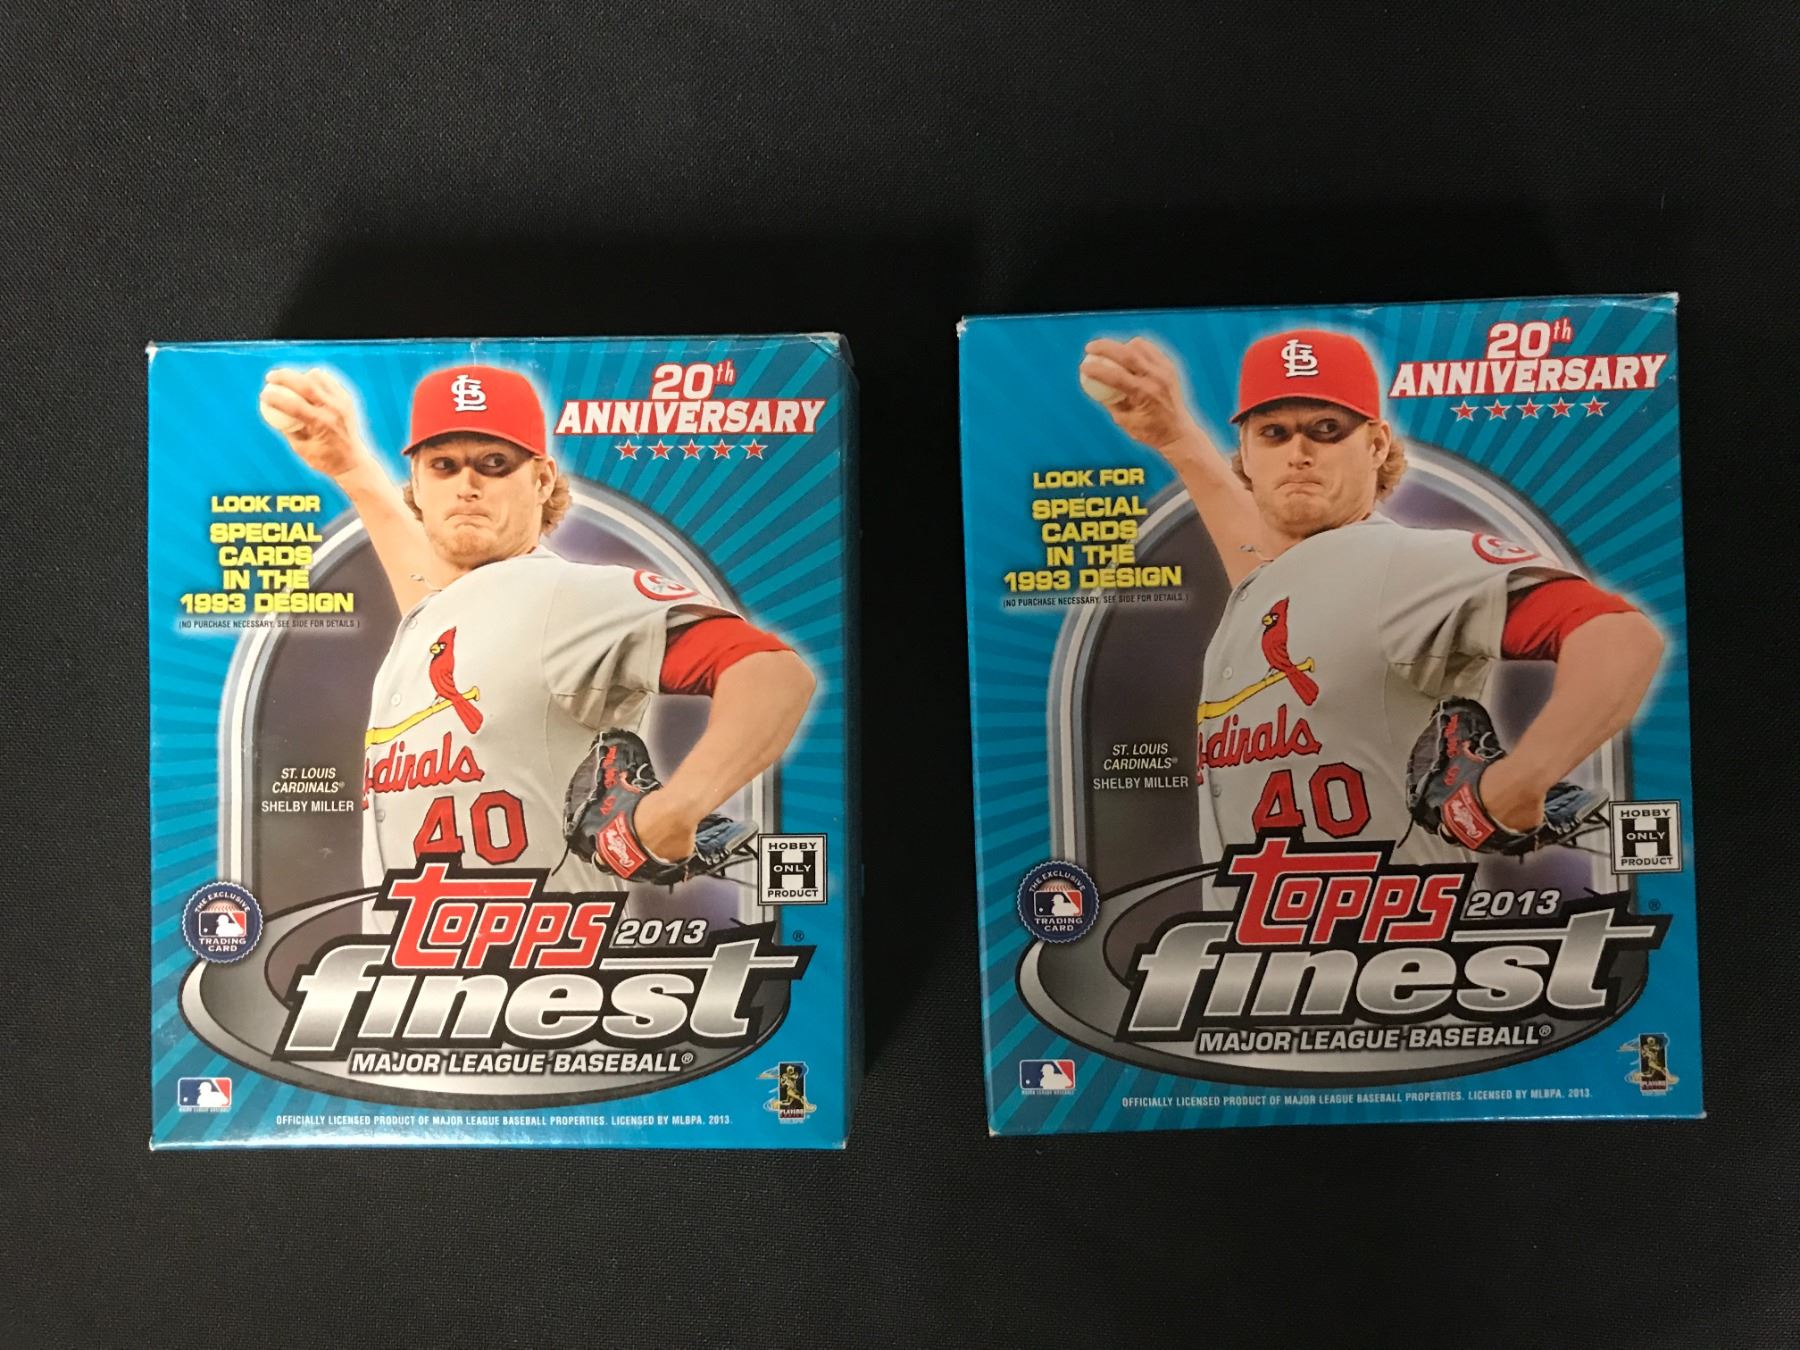 20th
ANNIVERSARY
LOOK FOR
SPECIAL
CARDS
IN THE
1993 DESIGN
(NO PURCHASE NECESSARY. SEE SIDE FOR DETAILS.)
STL
Cardinals
40
ST. LOUIS
CARDINALS®
SHELBY MILLER
HOBBY
H
ONLY
PRODUCT
THE EXCLUSIVE
TRADING
CARD
TOPPS 2013
finest®
MAJOR LEAGUE BASEBALL®
OFFICIALLY LICENSED PRODUCT OF MAJOR LEAGUE BASEBALL PROPERTIES. LICENSED BY MLBPA. 2013.
PLAYERS
20th
ANNIVERSARY
LOOK FOR
SPECIAL
CARDS
IN THE
1993 DESIGN
(NO PURCHASE NECESSARY. SEE SIDE FOR DETAILS.)
STL
Cardinals
40
ST. LOUIS
CARDINALS®
SHELBY MILLER
HOBBY
H
ONLY
PRODUCT
THE EXCLUSIVE
TRADING
CARD
TOPPS 2013
finest®
MAJOR LEAGUE BASEBALL®
OFFICIALLY LICENSED PRODUCT OF MAJOR LEAGUE BASEBALL PROPERTIES. LICENSED BY MLBPA. 2013.
PLAYERS